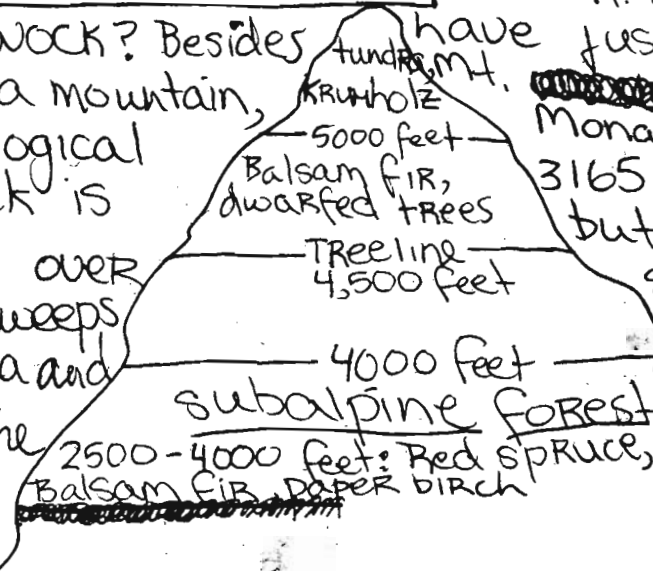 NOCK? Besides
a mountain,
ogical
k is
over
weeps
a and
he
tundra, Mt.
Krumholz
5000 feet
Balsam fir,
dwarfed trees
Treeline
4,500 feet
4000 feet
subalpine forest
2500-4000 feet: Red spruce,
Balsam fir, paper birch
have jus
Mona
3165
but